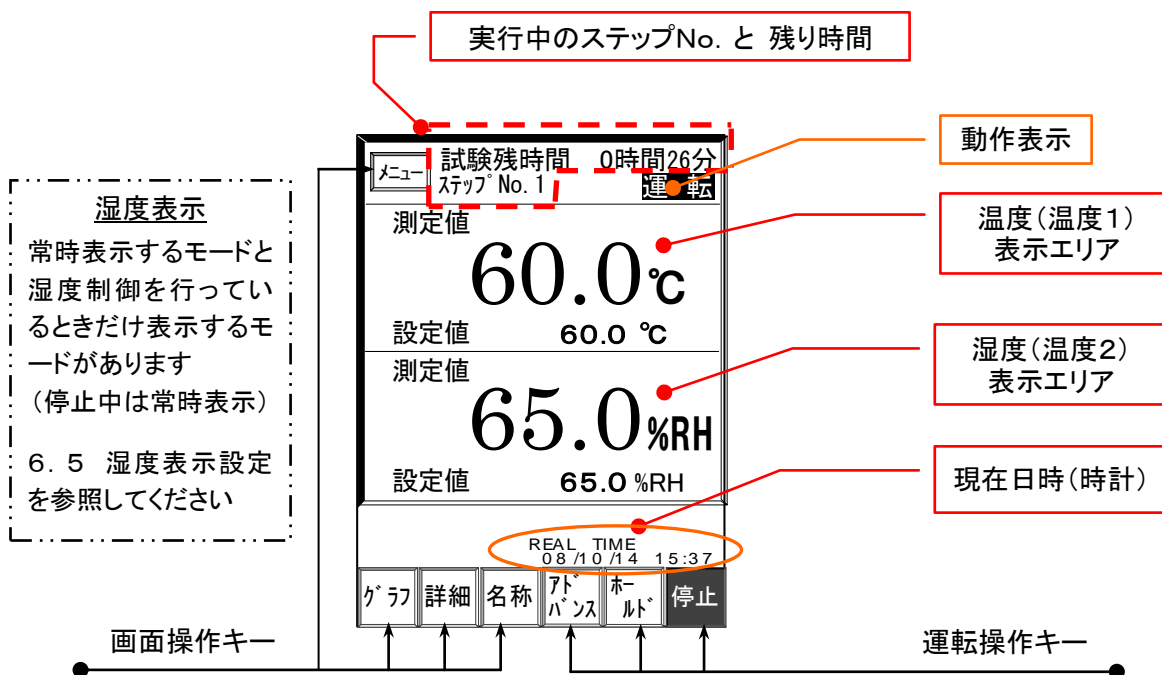 実行中のステップNo. と 残り時間
動作表示
メニュー
試験残時間 0時間26分
ステップNo.1
運 転
湿度表示
常時表示するモードと
湿度制御を行ってい
るときだけ表示するモ
ードがあります
(停止中は常時表示)
6.5 湿度表示設定
を参照してください
測定値
60.0℃
設定値 60.0 ℃
温度(温度1)
表示エリア
測定値
65.0%RH
設定値 65.0 %RH
湿度(温度2)
表示エリア
現在日時(時計)
REAL TIME
08/10/14 15:37
グラフ
詳細
名称
アド
バンス
ホー
ルド
停止
画面操作キー
運転操作キー